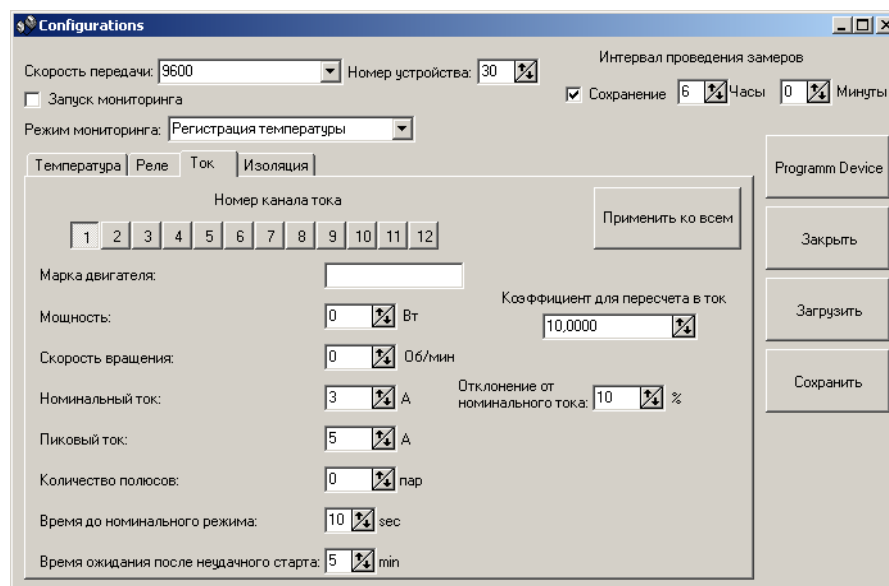 Configurations
Скорость передачи: 9600 Номер устройства: 30
Интервал проведения замеров
Сохранение 6 Часы 0 Минуты
Запуск мониторинга
Режим мониторинга: Регистрация температуры
Температура Реле Ток Изоляция
Номер канала тока
1 2 3 4 5 6 7 8 9 10 11 12
Применить ко всем
Марка двигателя:
Мощность: 0 Вт
Коэффициент для пересчета в ток
10,0000
Скорость вращения: 0 Об/мин
Номинальный ток: 3 А
Отклонение от
номинального тока: 10 %
Пиковый ток: 5 А
Количество полюсов: 0 пар
Время до номинального режима: 10 sec
Время ожидания после неудачного старта: 5 min
Programm Device
Закрыть
Загрузить
Сохранить